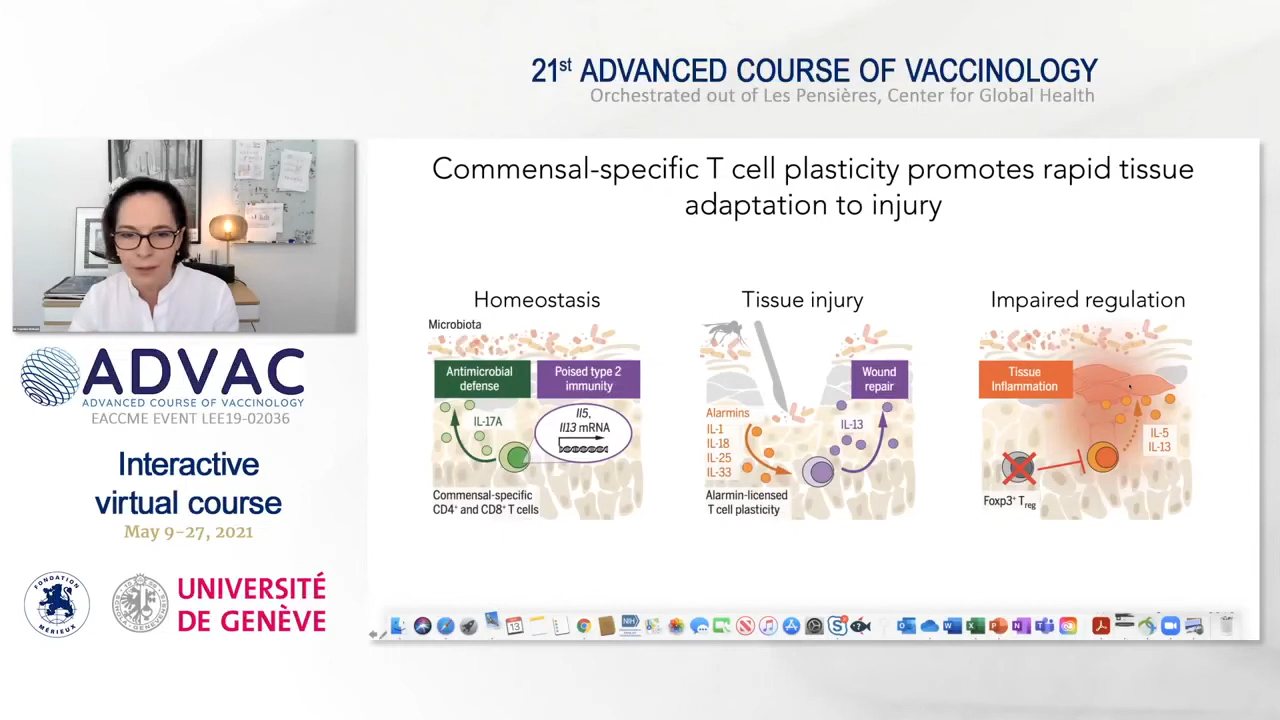 21st ADVANCED COURSE OF VACCINOLOGY
Orchestrated out of Les Pensières, Center for Global Health
ADVAC
ADVANCED COURSE OF VACCINOLOGY
EACCME EVENT LEE19-02036
Interactive
virtual course
May 9-27, 2021
FONDATION
MÉRIEUX
UNIVERSITÉ
DE GENÈVE
Commensal-specific T cell plasticity promotes rapid tissue
adaptation to injury
Homeostasis
Microbiota
Antimicrobial
defense
Poised type 2
immunity
IL-17A
Il5,
Il13 mRNA
Commensal-specific
CD4+ and CD8+ T cells
Tissue injury
Wound
repair
Alarmins
IL-1
IL-18
IL-25
IL-33
IL-13
Alarmin-licensed
T cell plasticity
Impaired regulation
Tissue
Inflammation
IL-5
IL-13
Foxp3+ Treg
13
NIH